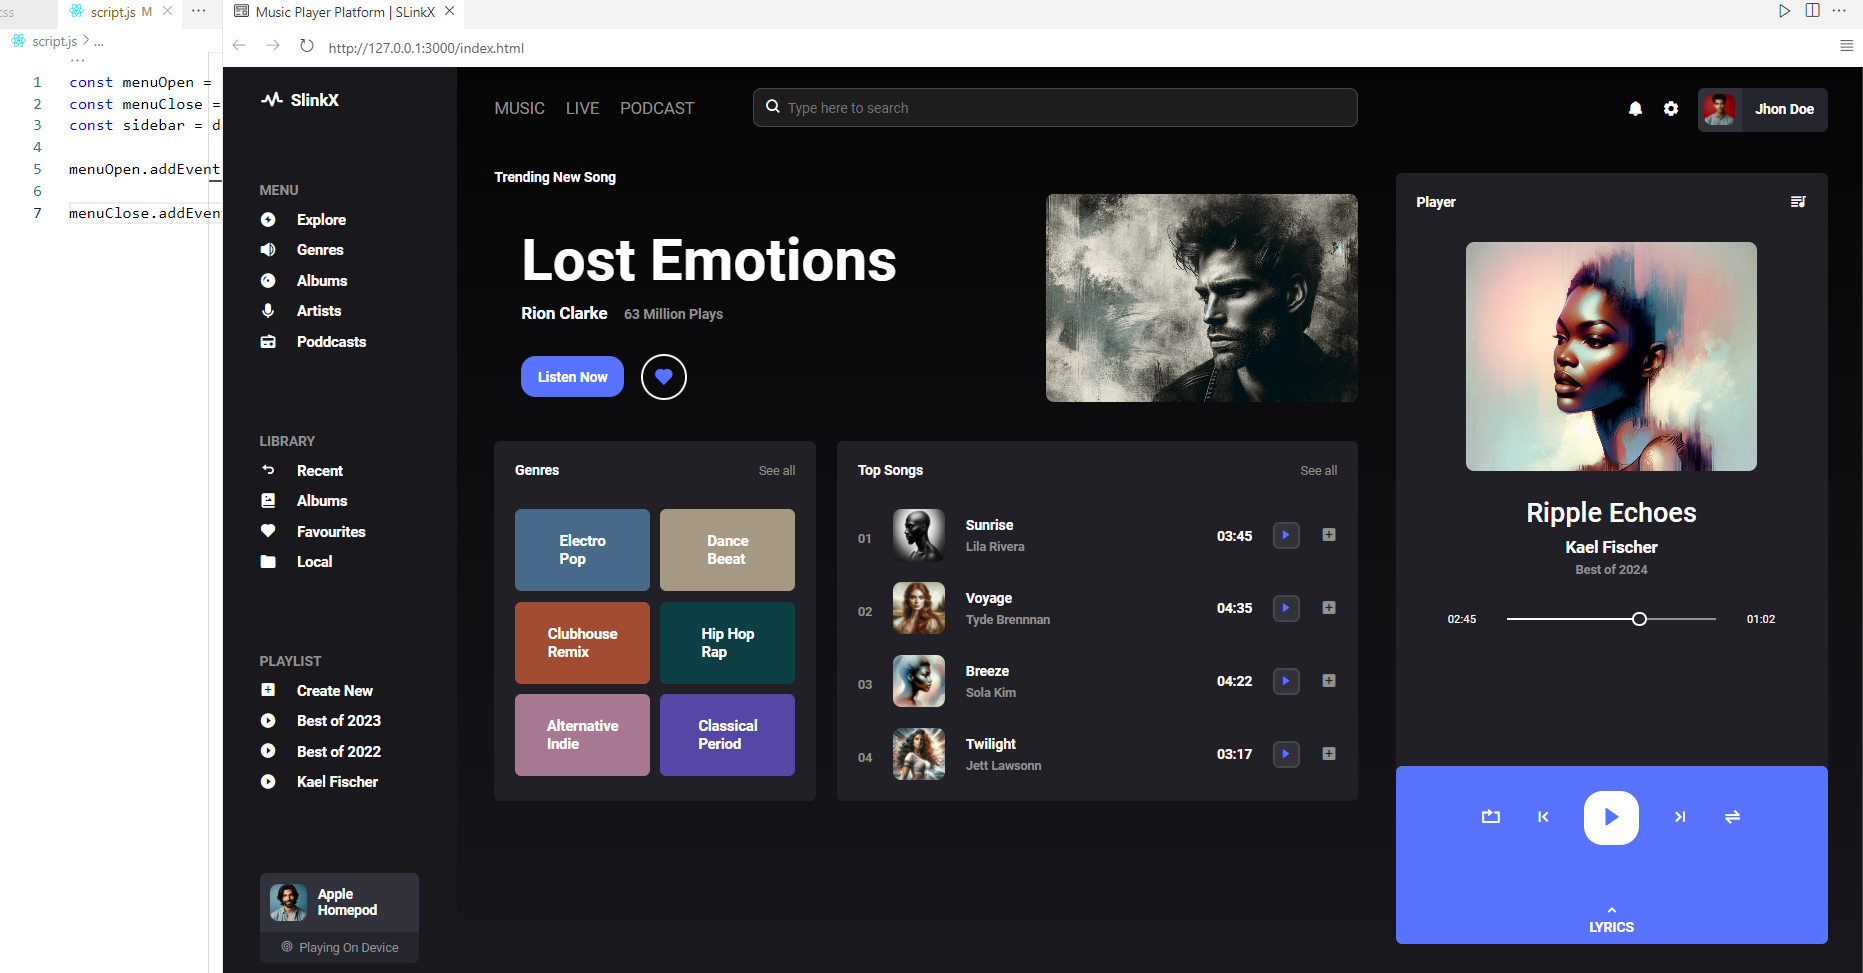 css
script.js M
Music Player Platform | SLinkX
script.js > ...
http://127.0.0.1:3000/index.html
...
1 const menuOpen =
2 const menuClose =
3 const sidebar = d
4
5 menuOpen.addEvent
6
7 menuClose.addEven
SlinkX
MENU
Explore
Genres
Albums
Artists
Poddcasts
LIBRARY
Recent
Albums
Favourites
Local
PLAYLIST
Create New
Best of 2023
Best of 2022
Kael Fischer
Apple
Homepod
Playing On Device
MUSIC LIVE PODCAST
Type here to search
Jhon Doe
Trending New Song
Lost Emotions
Rion Clarke 63 Million Plays
Listen Now
Genres See all
Electro
Pop
Dance
Beeat
Clubhouse
Remix
Hip Hop
Rap
Alternative
Indie
Classical
Period
Top Songs See all
01 Sunrise 03:45
Lila Rivera
02 Voyage 04:35
Tyde Brennnan
03 Breeze 04:22
Sola Kim
04 Twilight 03:17
Jett Lawsonn
Player
Ripple Echoes
Kael Fischer
Best of 2024
02:45 01:02
LYRICS